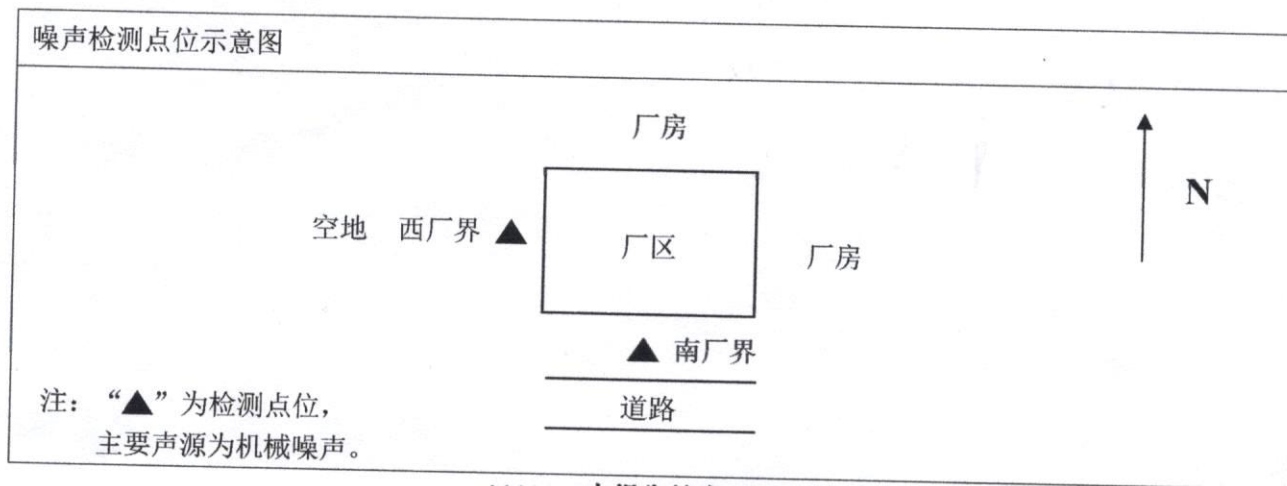 噪声检测点位示意图
厂房
N
空地 西厂界 ▲
厂区
厂房
▲ 南厂界
道路
注：“▲”为检测点位，
主要声源为机械噪声。